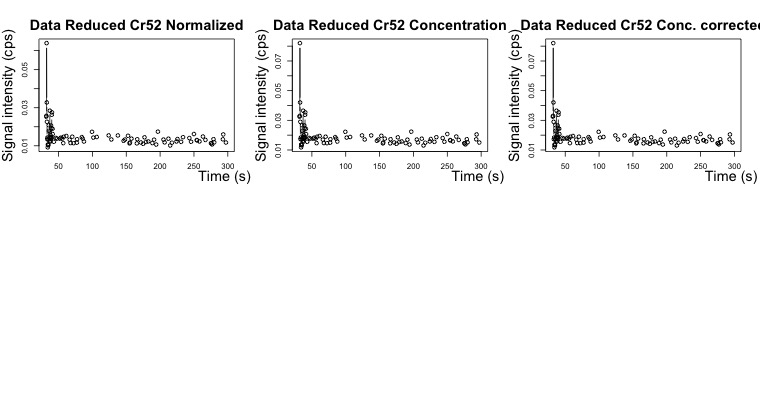 Data Reduced Cr52 Normalized
Signal intensity (cps)
0.01 0.03 0.05
50 100 150 200 250 300
Time (s)
Data Reduced Cr52 Concentration
Signal intensity (cps)
0.01 0.03 0.05 0.07
50 100 150 200 250 300
Time (s)
Data Reduced Cr52 Conc. corrected
Signal intensity (cps)
0.01 0.03 0.05 0.07
50 100 150 200 250 300
Time (s)